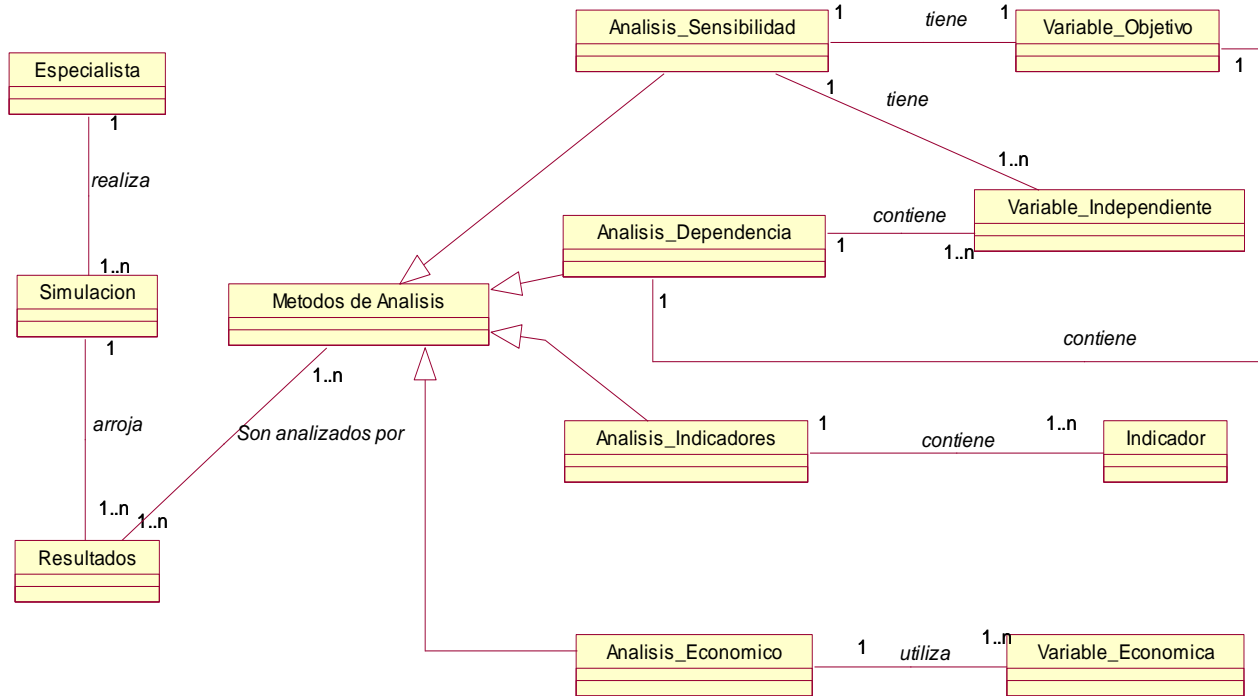 1
tiene
1
Analisis_Sensibilidad
Variable_Objetivo
1
Especialista
1
tiene
1
realiza
1..n
contiene
Variable_Independiente
Analisis_Dependencia
1
1..n
1..n
Simulacion
Metodos de Analisis
1
1
contiene
1..n
arroja
Son analizados por
1
1..n
Analisis_Indicadores
contiene
Indicador
1..n
1..n
Resultados
1..n
Analisis_Economico
1
utiliza
Variable_Economica